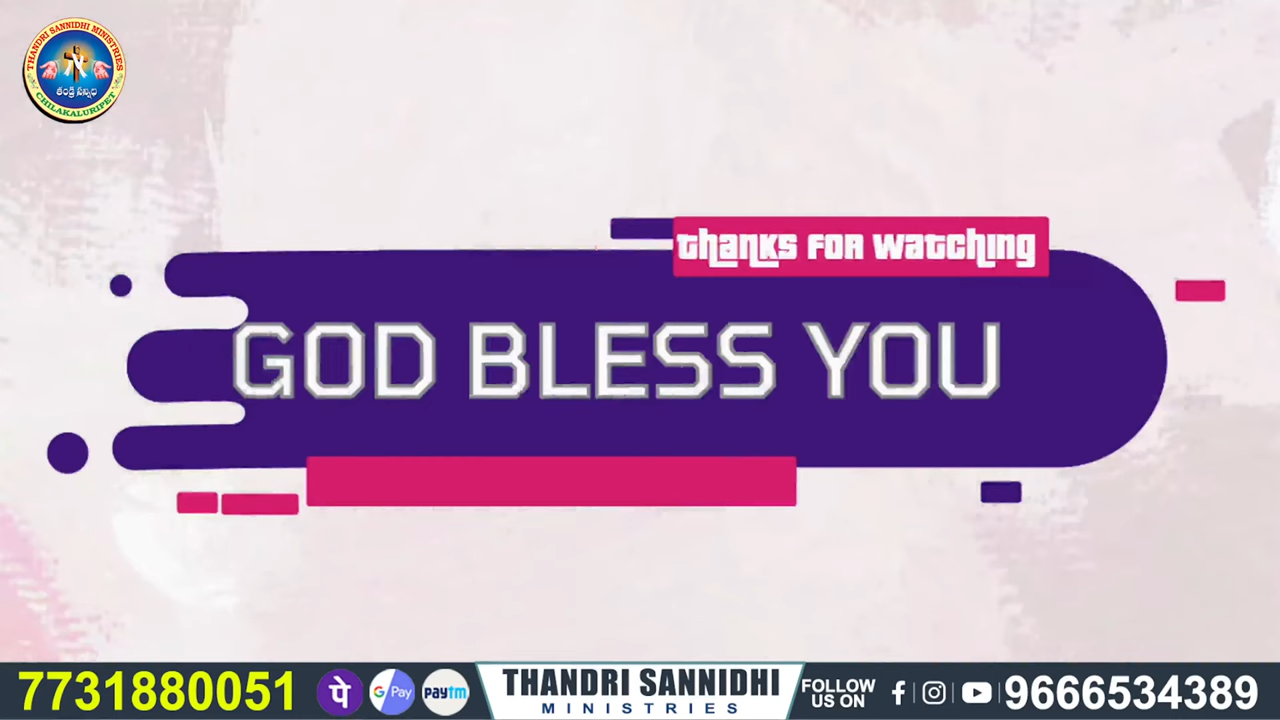 THANDRI SANNIDHI MINISTRIES
తండ్రి సన్నిధి
CHILAKALURIPET
thanks FOR watching
GOD BLESS YOU
7731880051
पे
G Pay
paytm
THANDRI SANNIDHI
MINISTRIES
FOLLOW
US ON
9666534389